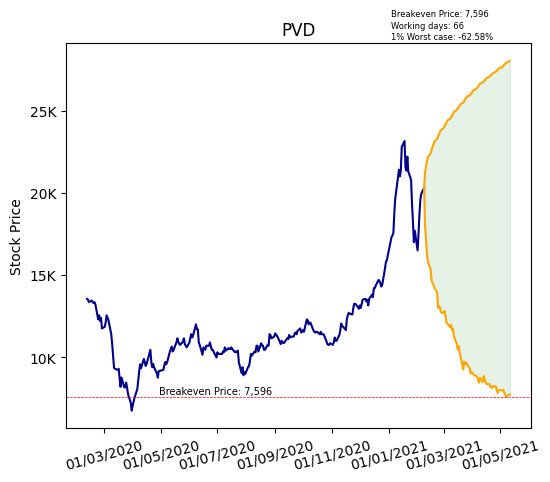 Breakeven Price: 7,596
Working days: 66
1% Worst case: -62.58%
PVD
Stock Price
25K
20K
15K
10K
Breakeven Price: 7,596
01/03/2020 01/05/2020 01/07/2020 01/09/2020 01/11/2020 01/01/2021 01/03/2021 01/05/2021